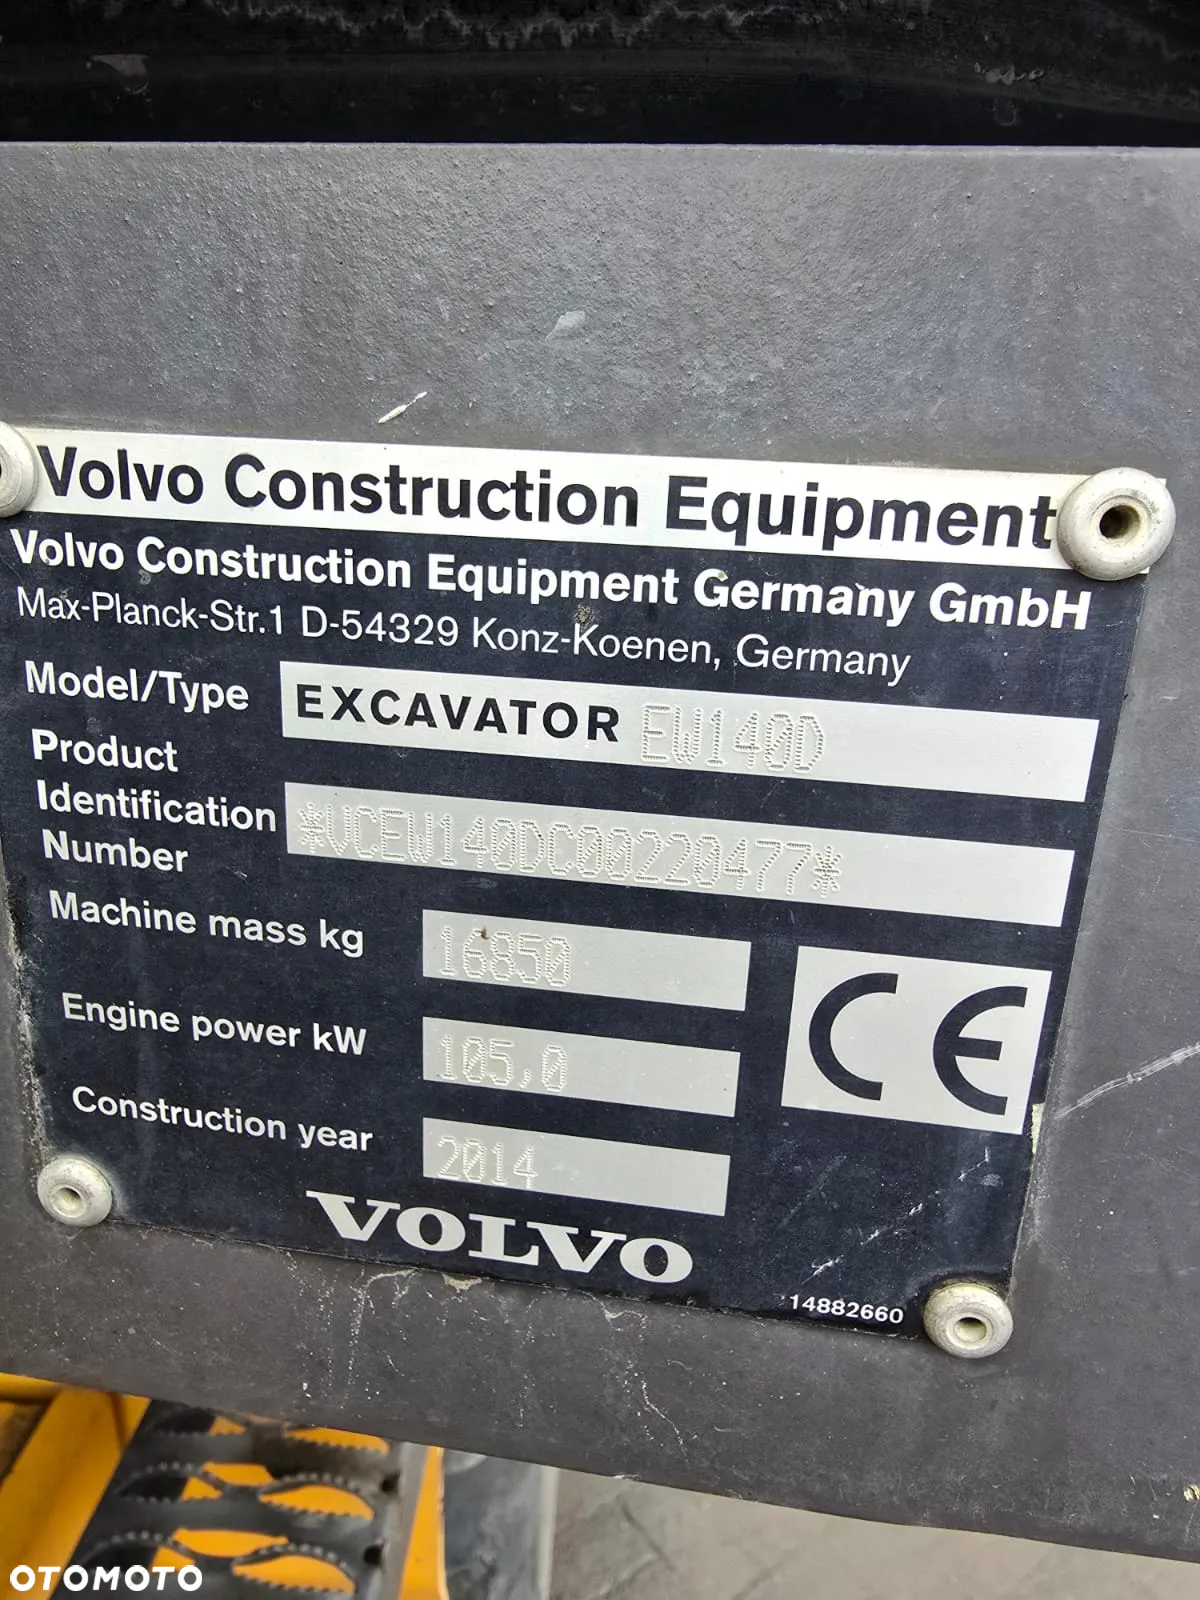 Volvo Construction Equipment
Volvo Construction Equipment Germany GmbH
Max-Planck-Str.1 D-54329 Konz-Koenen, Germany
Model/Type EXCAVATOR EW140D
Product
Identification
Number *VCEW140DC00220477*
Machine mass kg 16850
CE
Engine power kW 105,0
Construction year 2014
VOLVO
14882660
OTOMOTO